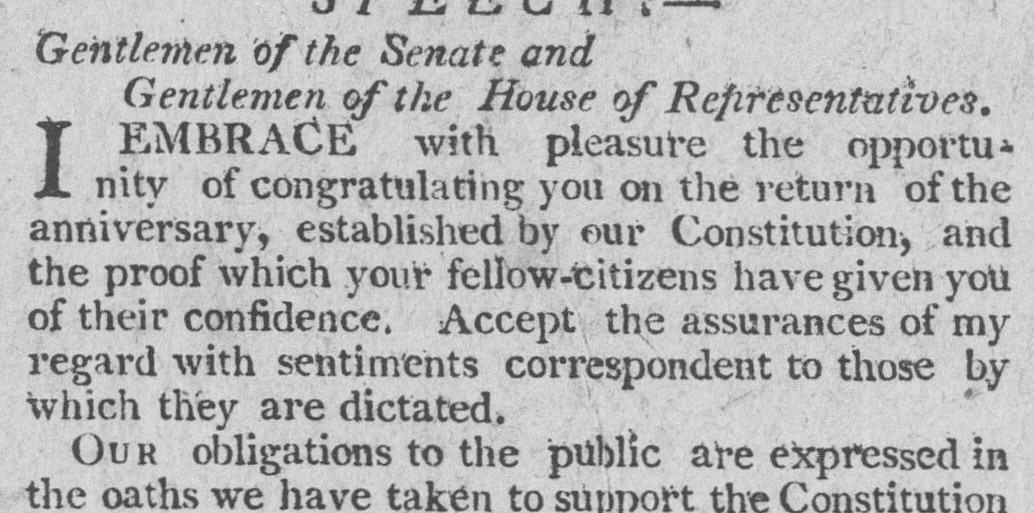 SPEECH.—
Gentlemen of the Senate and
Gentlemen of the House of Representatives.
I EMBRACE with pleasure the opportu-
nity of congratulating you on the return of the
anniversary, established by our Constitution, and
the proof which your fellow-citizens have given you
of their confidence. Accept the assurances of my
regard with sentiments correspondent to those by
which they are dictated.
OUR obligations to the public are expressed in
the oaths we have taken to support the Constitution